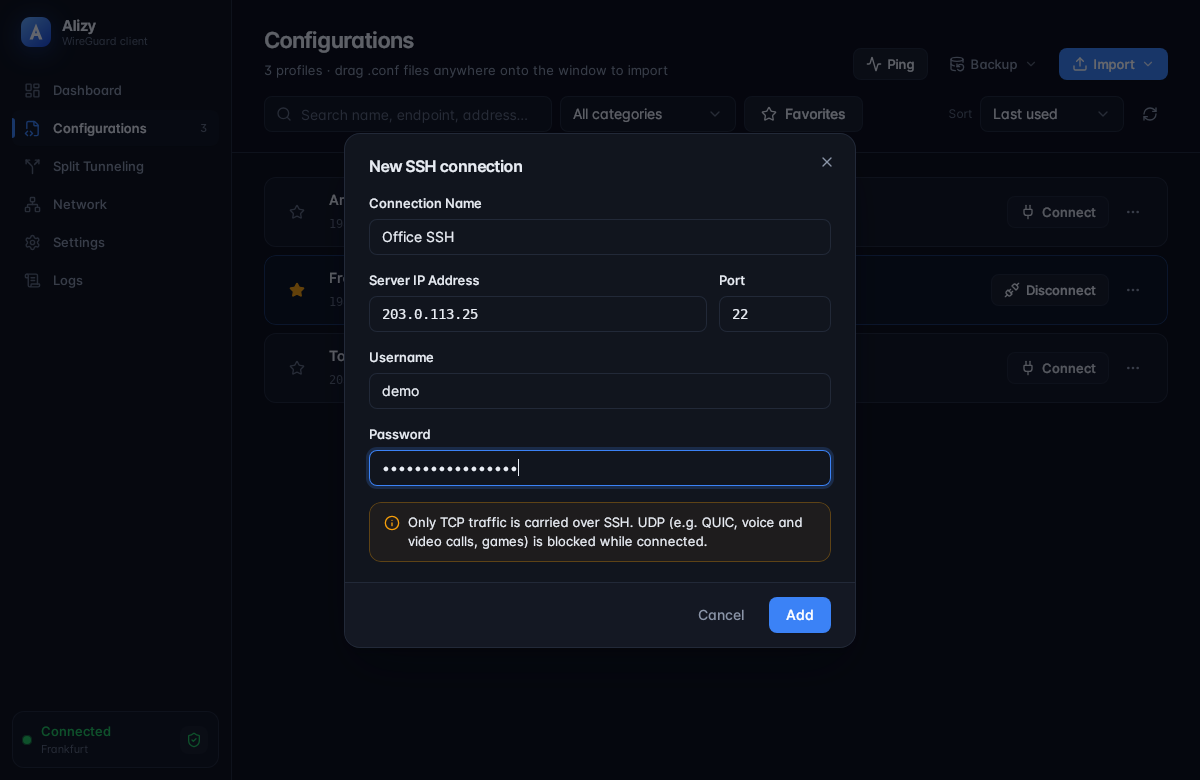 Alizy
WireGuard client
Dashboard
Configurations 3
Split Tunneling
Network
Settings
Logs
Connected
Frankfurt
Configurations
3 profiles · drag .conf files anywhere onto the window to import
Ping
Backup
Import
Search name, endpoint, address...
All categories
Favorites
Sort
Last used
Connect
Disconnect
Connect
New SSH connection
Connection Name
Office SSH
Server IP Address
Port
203.0.113.25
22
Username
demo
Password
•••••••••••••••••
Only TCP traffic is carried over SSH. UDP (e.g. QUIC, voice and
video calls, games) is blocked while connected.
Cancel
Add